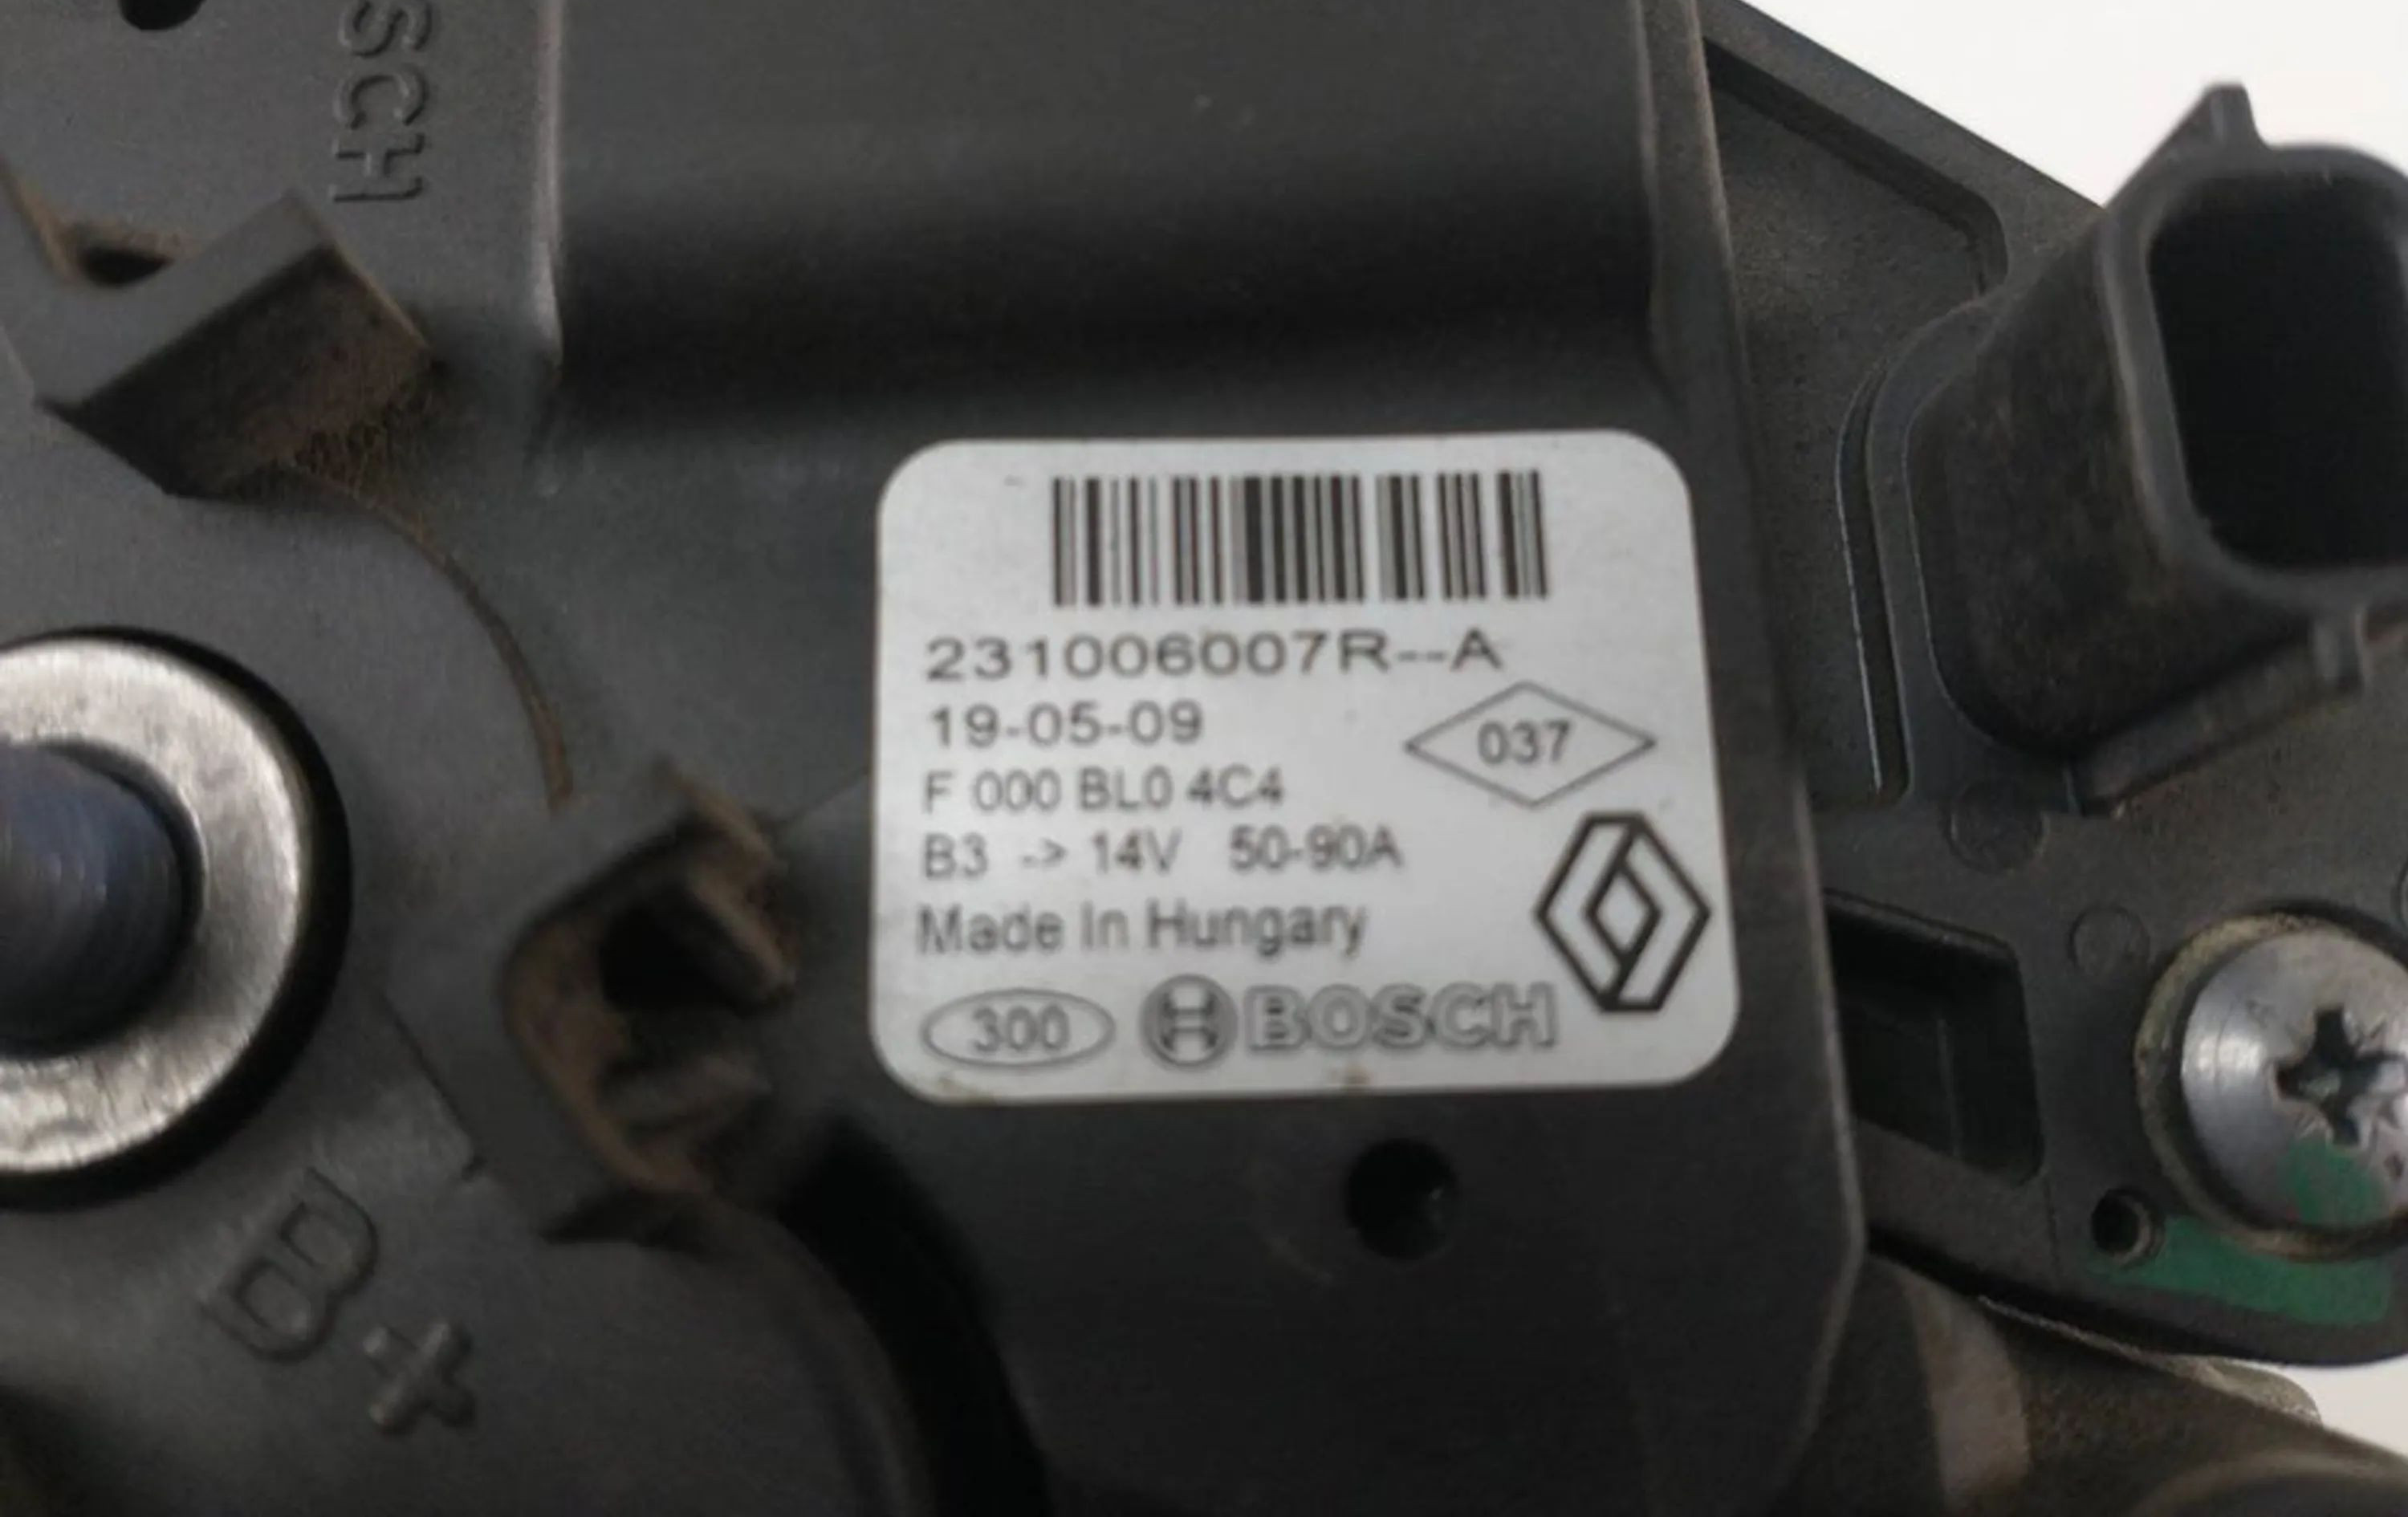 SCH
231006007R--A
19-05-09
037
F 000 BL0 4C4
B3 -> 14V 50-90A
Made In Hungary
300 BOSCH
B+